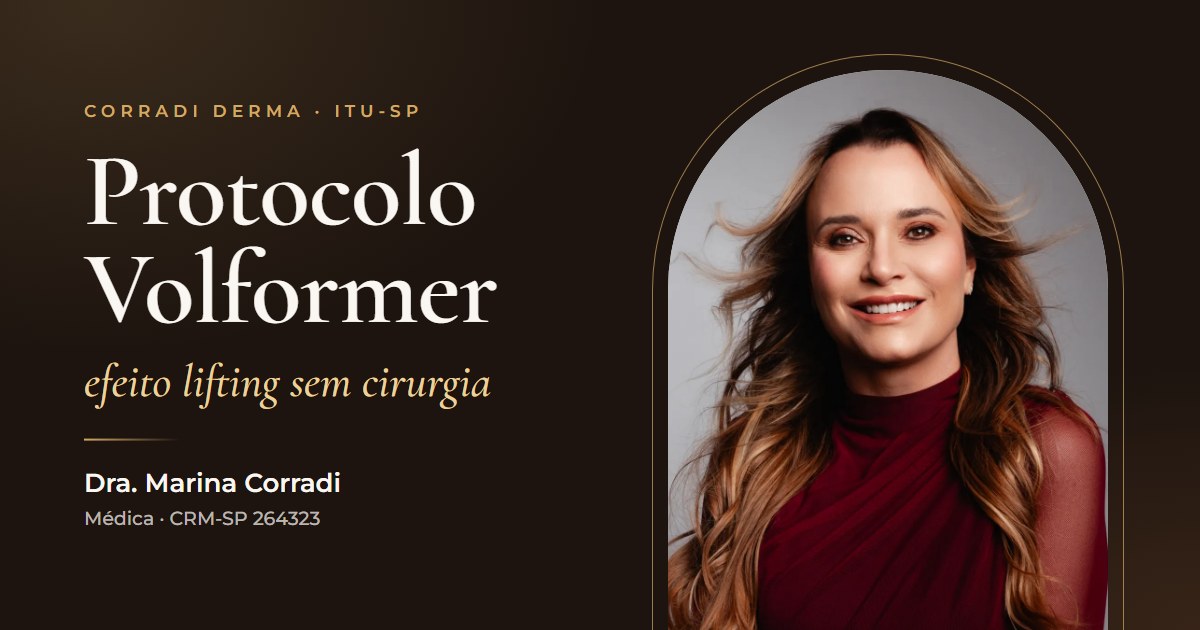 CORRADI DERMA · ITU-SP
Protocolo
Volformer
efeito lifting sem cirurgia
Dra. Marina Corradi
Médica · CRM-SP 264323